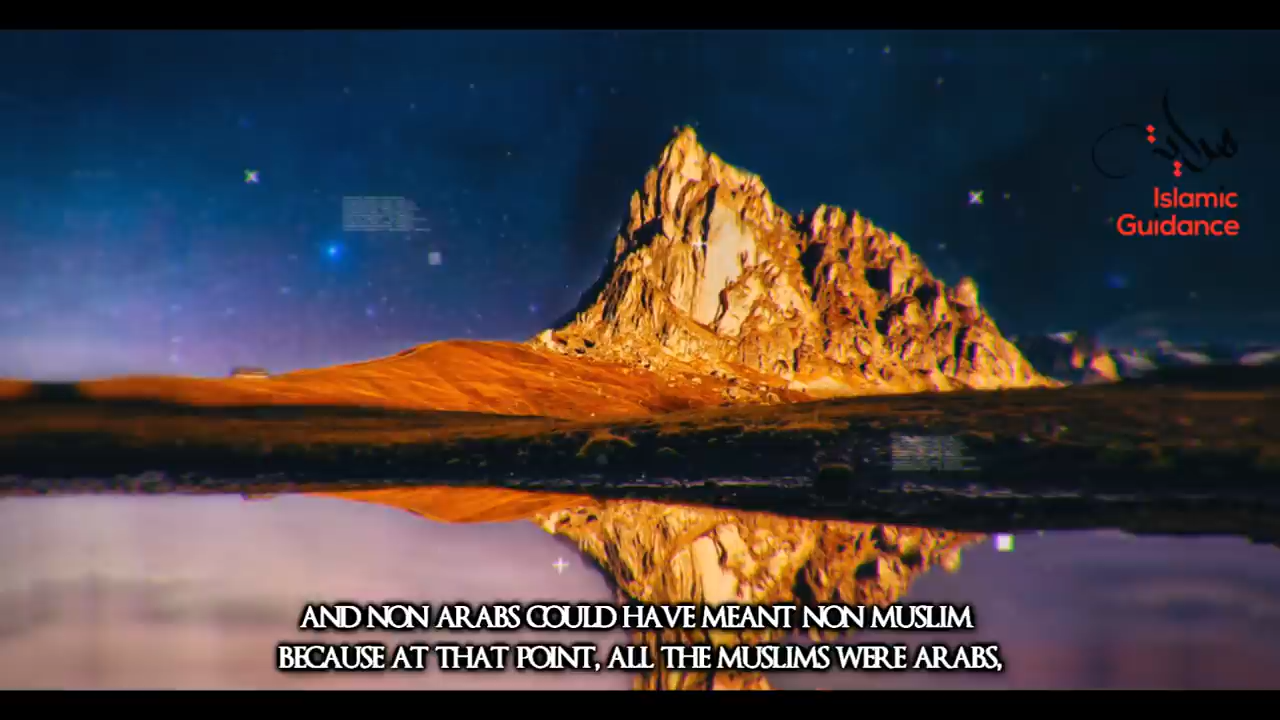 هداية
Islamic
Guidance
AND NON ARABS COULD HAVE MEANT NON MUSLIM
BECAUSE AT THAT POINT, ALL THE MUSLIMS WERE ARABS,